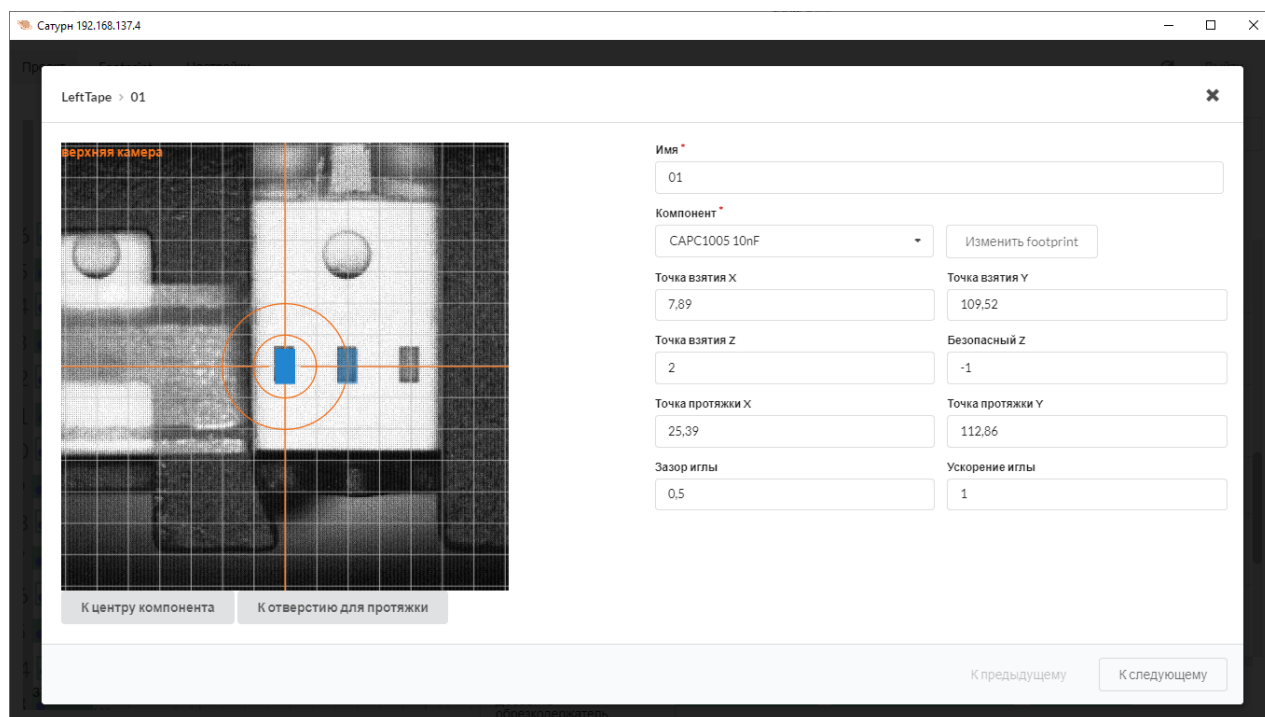 Сатурн 192.168.137.4
LeftTape > 01
верхняя камера
Имя *
01
Компонент *
CAPC1005 10nF
Изменить footprint
Точка взятия X
Точка взятия Y
7,89
109,52
Точка взятия Z
Безопасный Z
2
-1
Точка протяжки X
Точка протяжки Y
25,39
112,86
Зазор иглы
Ускорение иглы
0,5
1
К центру компонента
К отверстию для протяжки
К предыдущему
К следующему